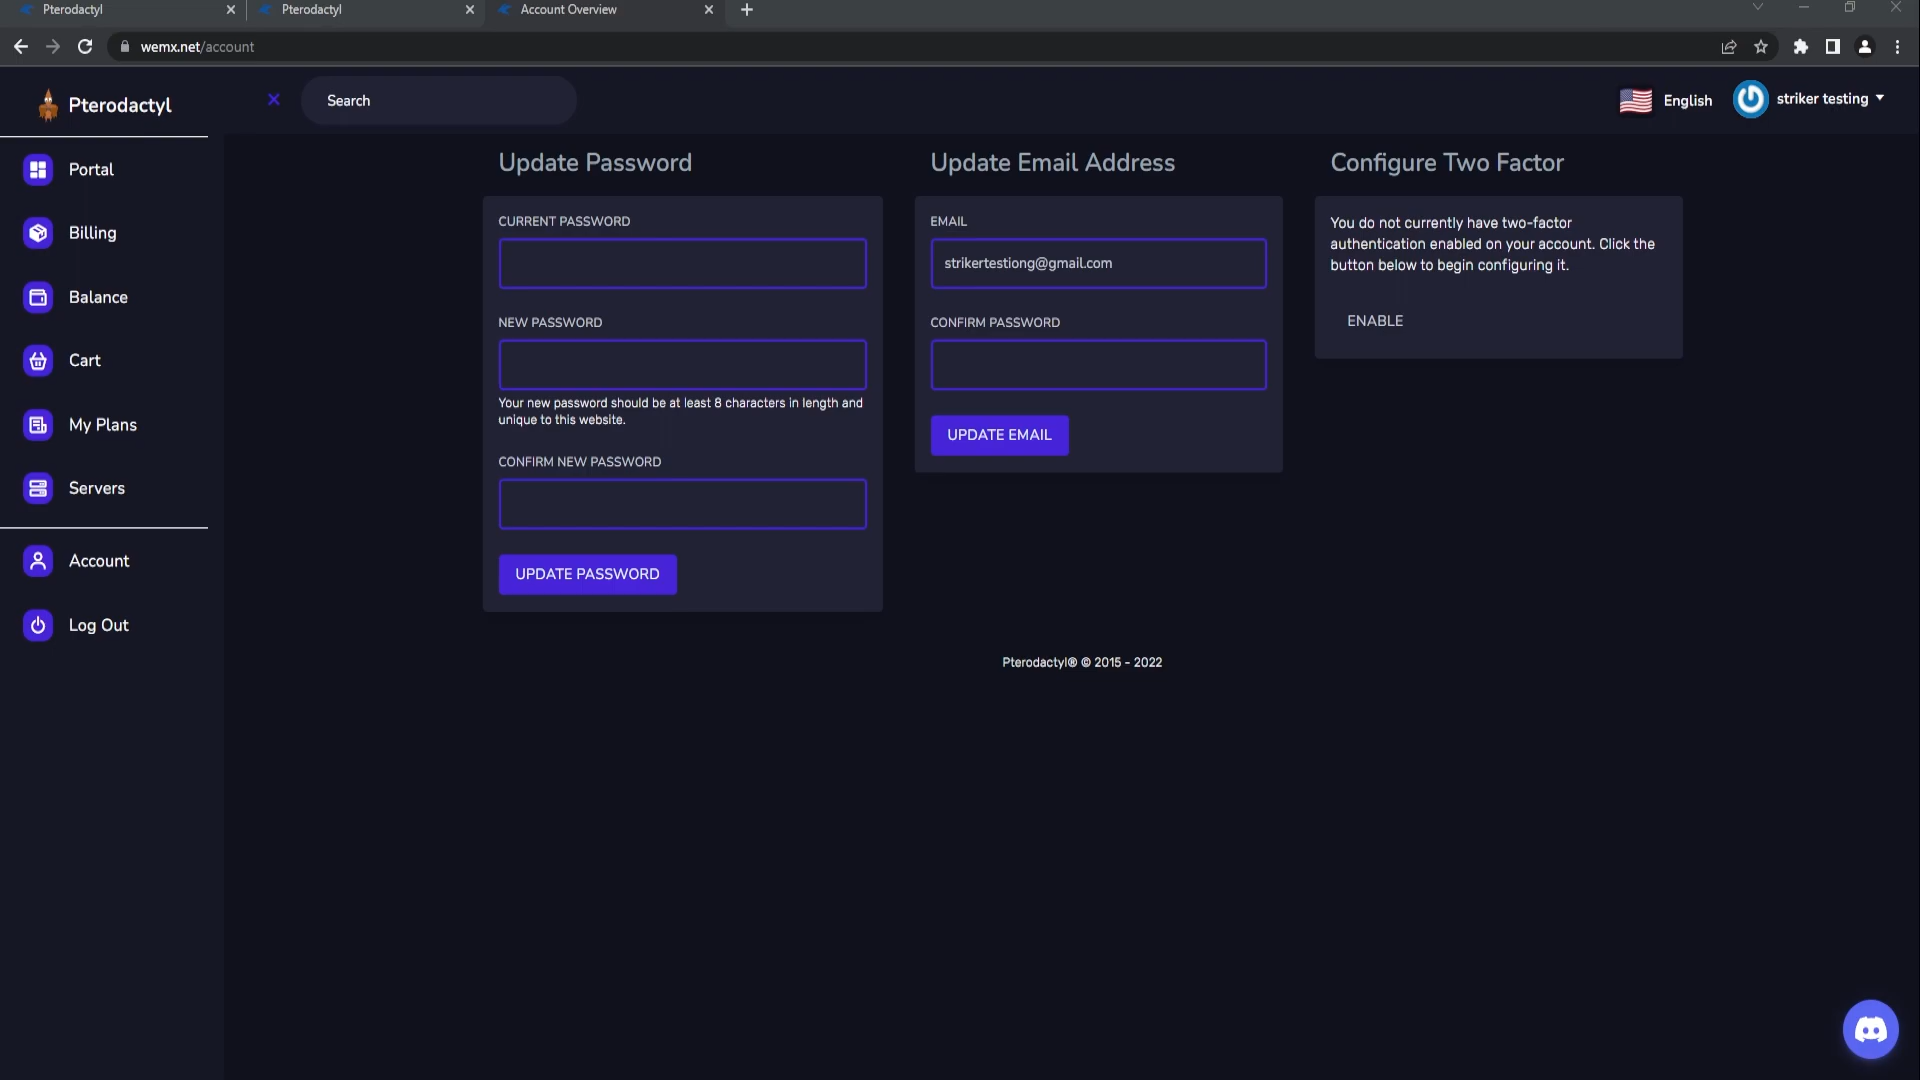 Pterodactyl
Pterodactyl
Account Overview
wemx.net/account
Pterodactyl
Search
English
striker testing
Portal
Billing
Balance
Cart
My Plans
Servers
Account
Log Out
Update Password
CURRENT PASSWORD
NEW PASSWORD
Your new password should be at least 8 characters in length and
unique to this website.
CONFIRM NEW PASSWORD
UPDATE PASSWORD
Update Email Address
EMAIL
strikertestiong@gmail.com
CONFIRM PASSWORD
UPDATE EMAIL
Configure Two Factor
You do not currently have two-factor
authentication enabled on your account. Click the
button below to begin configuring it.
ENABLE
Pterodactyl® © 2015 - 2022